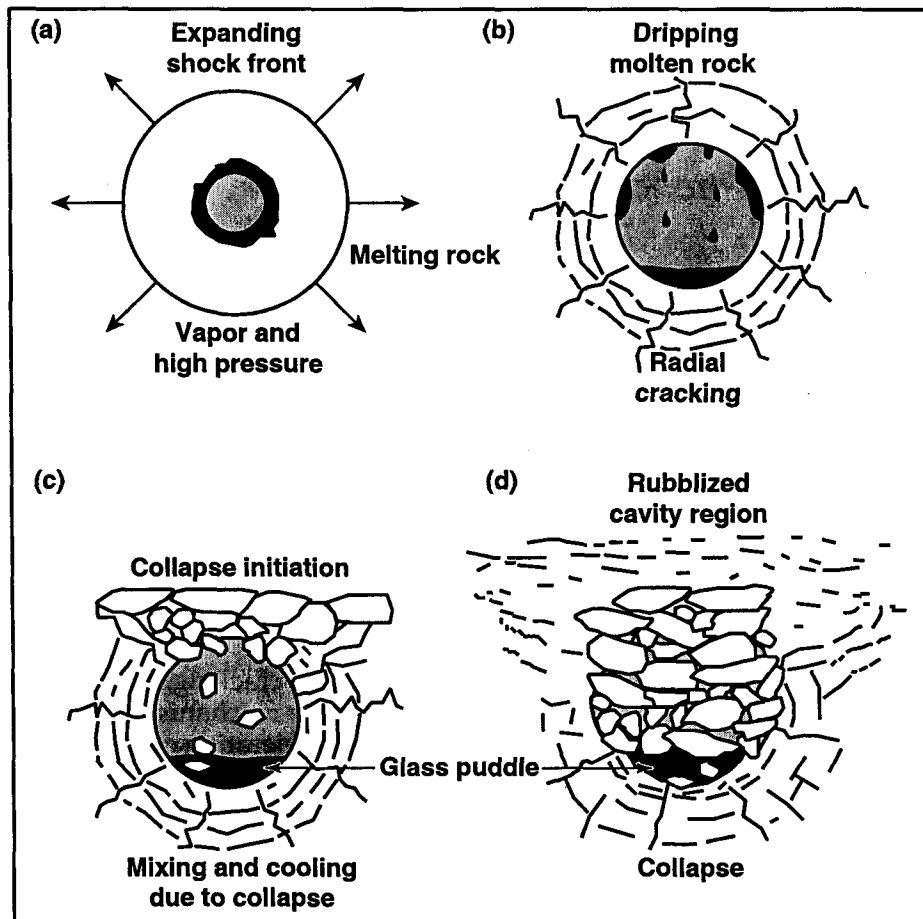 (a)
Expanding
shock front
Melting rock
Vapor and
high pressure
(b)
Dripping
molten rock
Radial
cracking
(c)
Collapse initiation
Glass puddle
Mixing and cooling
due to collapse
(d)
Rubblized
cavity region
Collapse